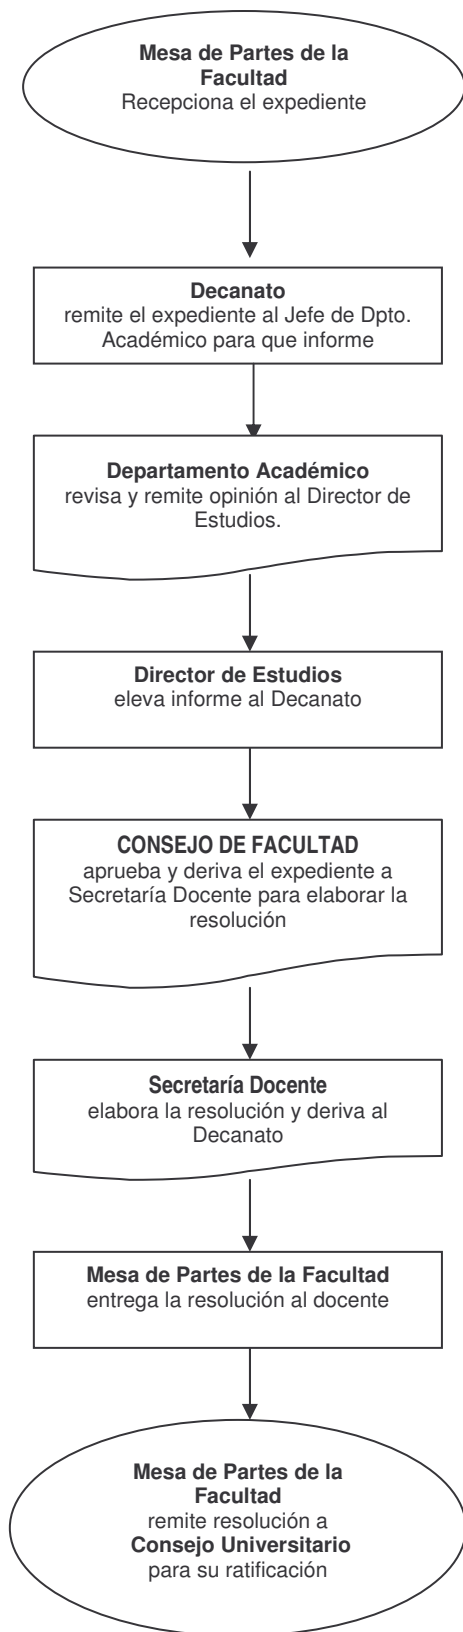 Mesa de Partes de la
Facultad
Recepciona el expediente
Decanato
remite el expediente al Jefe de Dpto.
Académico para que informe
Departamento Académico
revisa y remite opinión al Director de
Estudios.
Director de Estudios
eleva informe al Decanato
CONSEJO DE FACULTAD
aprueba y deriva el expediente a
Secretaría Docente para elaborar la
resolución
Secretaría Docente
elabora la resolución y deriva al
Decanato
Mesa de Partes de la Facultad
entrega la resolución al docente
Mesa de Partes de la
Facultad
remite resolución a
Consejo Universitario
para su ratificación